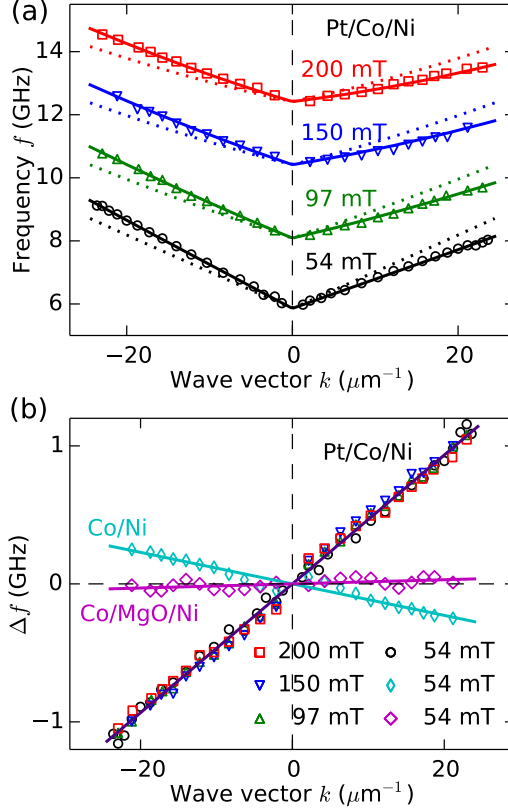 (a)
Pt/Co/Ni
200 mT
150 mT
97 mT
54 mT
14
12
10
8
6
Frequency f (GHz)
−20 0 20
Wave vector k (μm⁻¹)
(b)
Pt/Co/Ni
Co/Ni
Co/MgO/Ni
1
0
−1
Δf (GHz)
200 mT 54 mT
150 mT 54 mT
97 mT 54 mT
−20 0 20
Wave vector k (μm⁻¹)